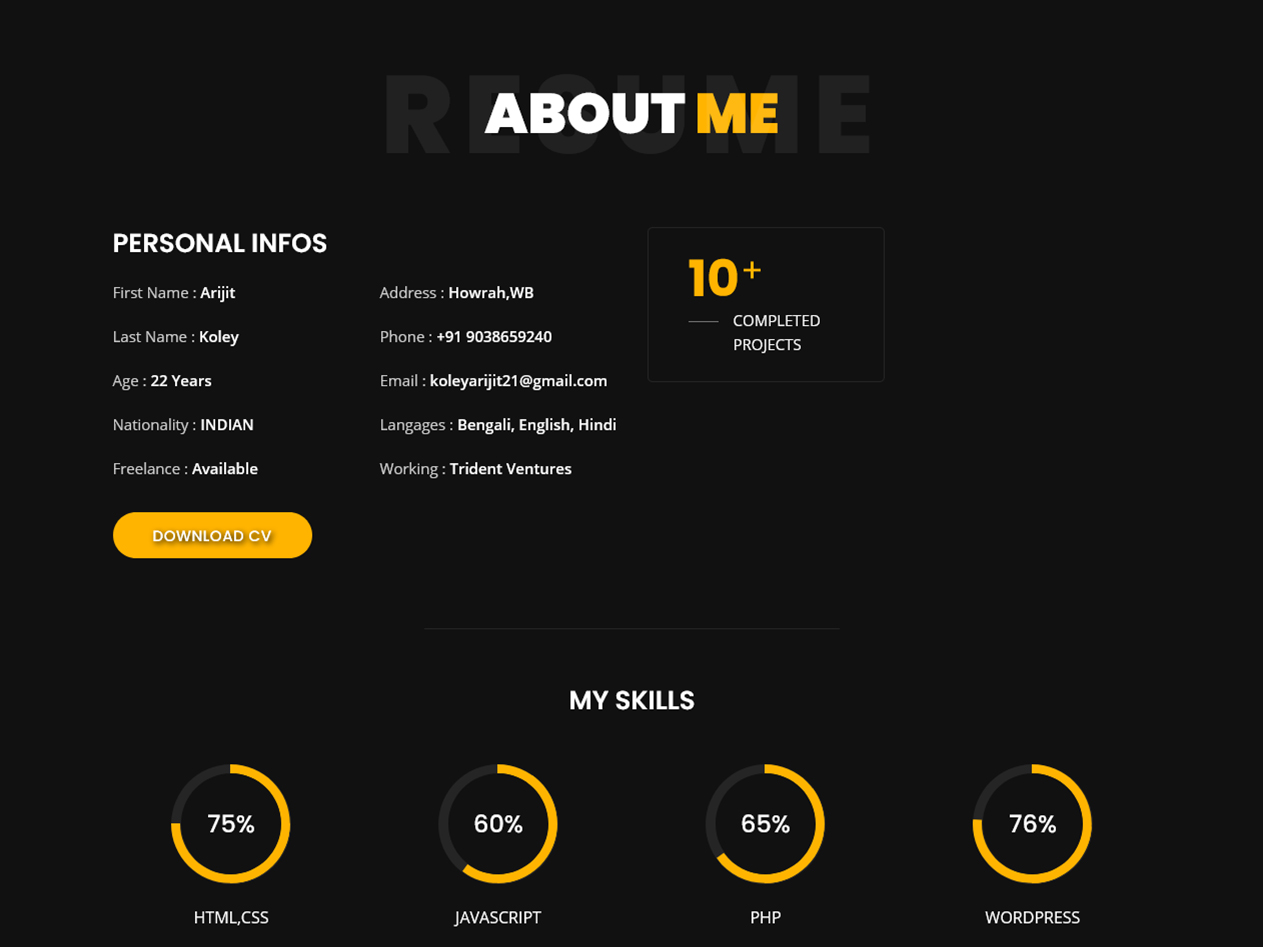 RESUME
ABOUT ME
PERSONAL INFOS
First Name : Arijit
Last Name : Koley
Age : 22 Years
Nationality : INDIAN
Freelance : Available
Address : Howrah,WB
Phone : +91 9038659240
Email : koleyarijit21@gmail.com
Langages : Bengali, English, Hindi
Working : Trident Ventures
DOWNLOAD CV
10+
COMPLETED
PROJECTS
MY SKILLS
75%
HTML,CSS
60%
JAVASCRIPT
65%
PHP
76%
WORDPRESS